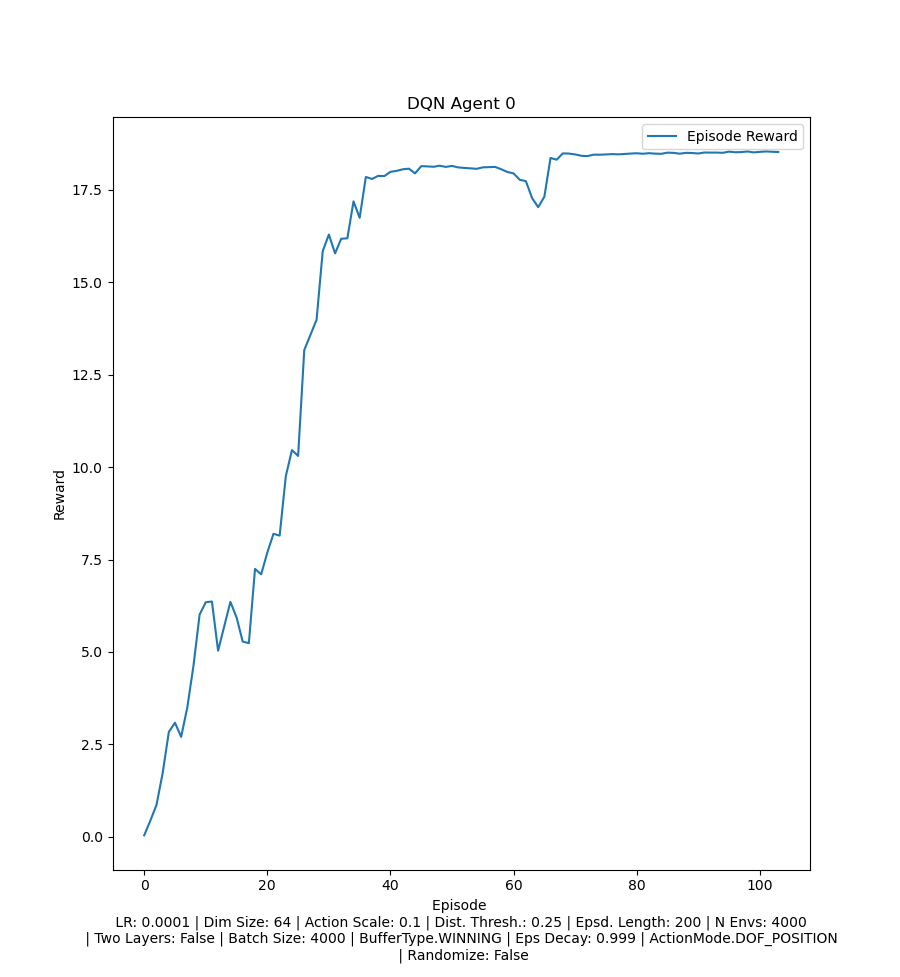 DQN Agent 0
Episode Reward
17.5
15.0
12.5
10.0
7.5
5.0
2.5
0.0
Reward
0 20 40 60 80 100
Episode
LR: 0.0001 | Dim Size: 64 | Action Scale: 0.1 | Dist. Thresh.: 0.25 | Epsd. Length: 200 | N Envs: 4000
| Two Layers: False | Batch Size: 4000 | BufferType.WINNING | Eps Decay: 0.999 | ActionMode.DOF_POSITION
| Randomize: False